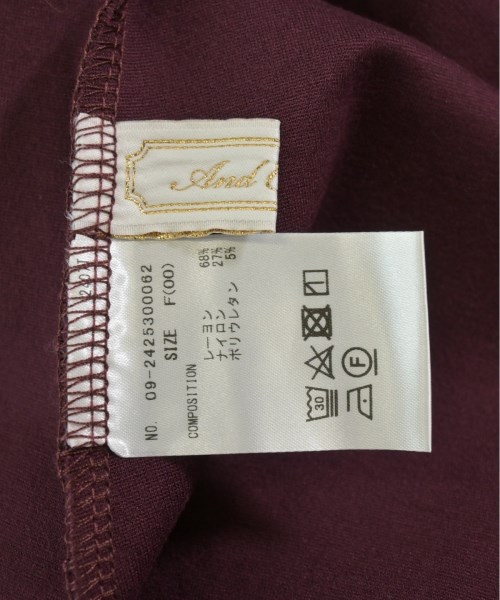 And
NO. 09-2425300062
SIZE F(00)
COMPOSITION
レーヨン 68%
ナイロン 27%
ポリウレタン 5%
30
F